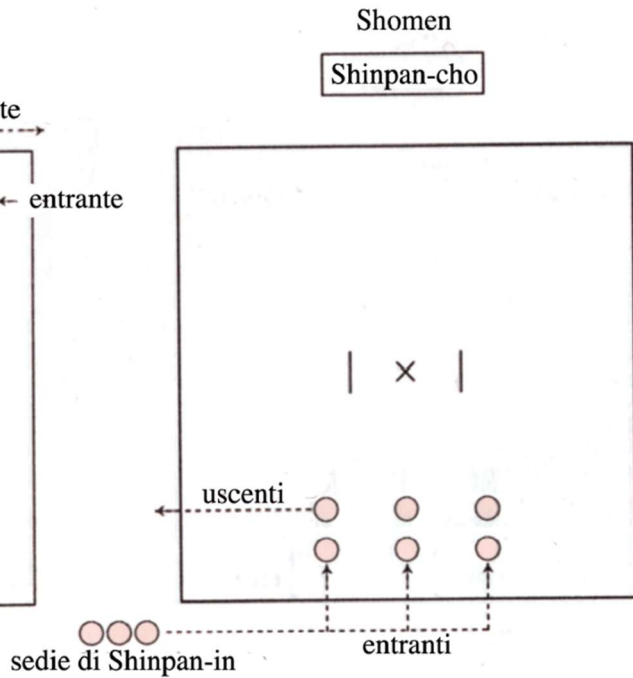 Shomen
Shinpan-cho
te
entrante
uscenti
entranti
sedie di Shinpan-in